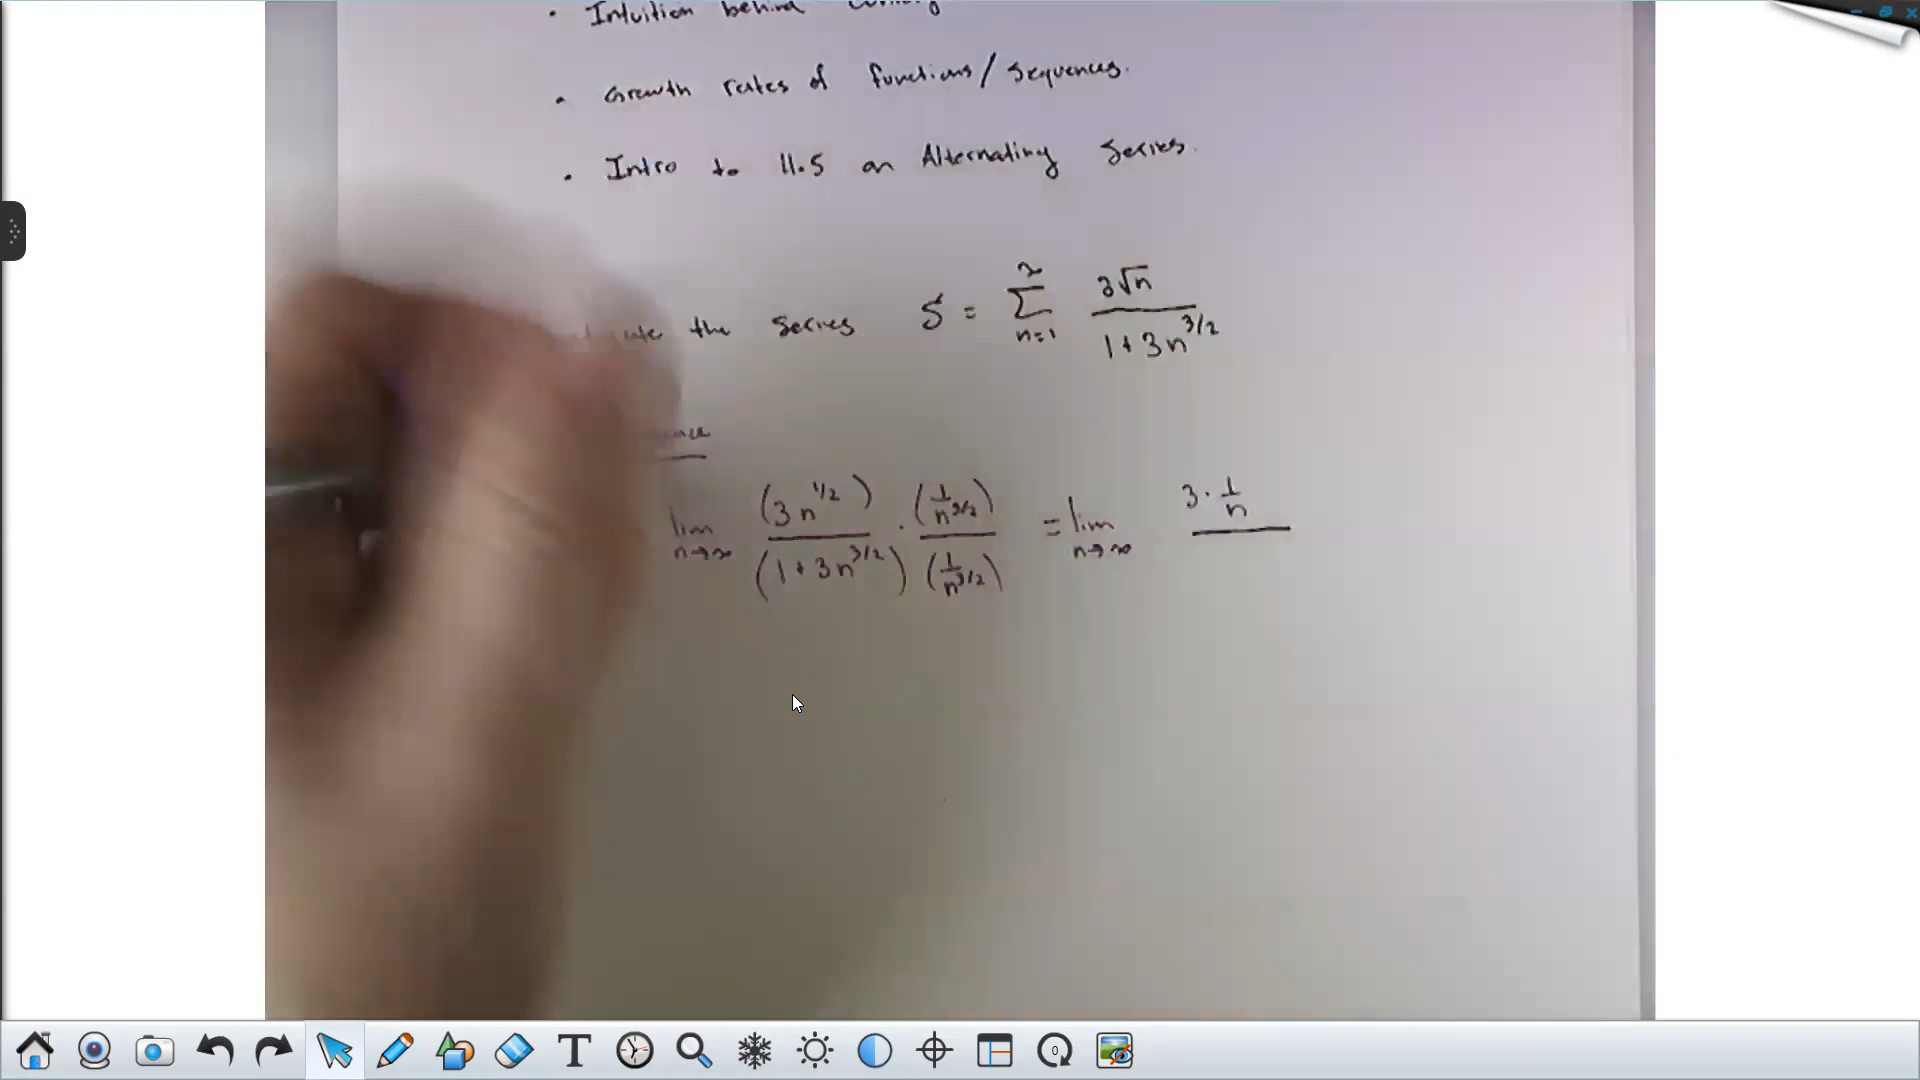 • Intuition behind
• Growth rates of functions/sequences.
• Intro to 11.5 on Alternating Series.
the series S = ∑ n=1 ∞ 3√n / 1+3n^3/2
lim n→∞ (3n^1/2) / (1+3n^3/2) · (1/n^3/2) / (1/n^3/2) = lim n→∞ 3·1/n
T
0